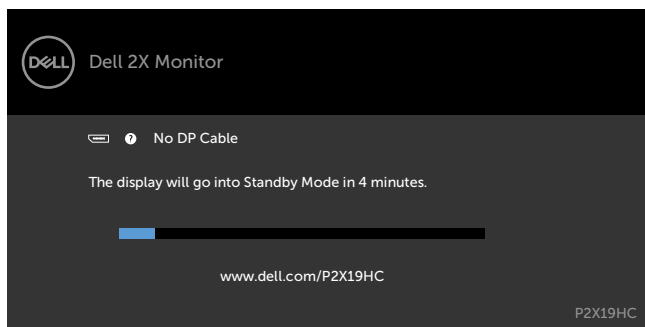 DELL
Dell 2X Monitor
? No DP Cable
The display will go into Standby Mode in 4 minutes.
www.dell.com/P2X19HC
P2X19HC